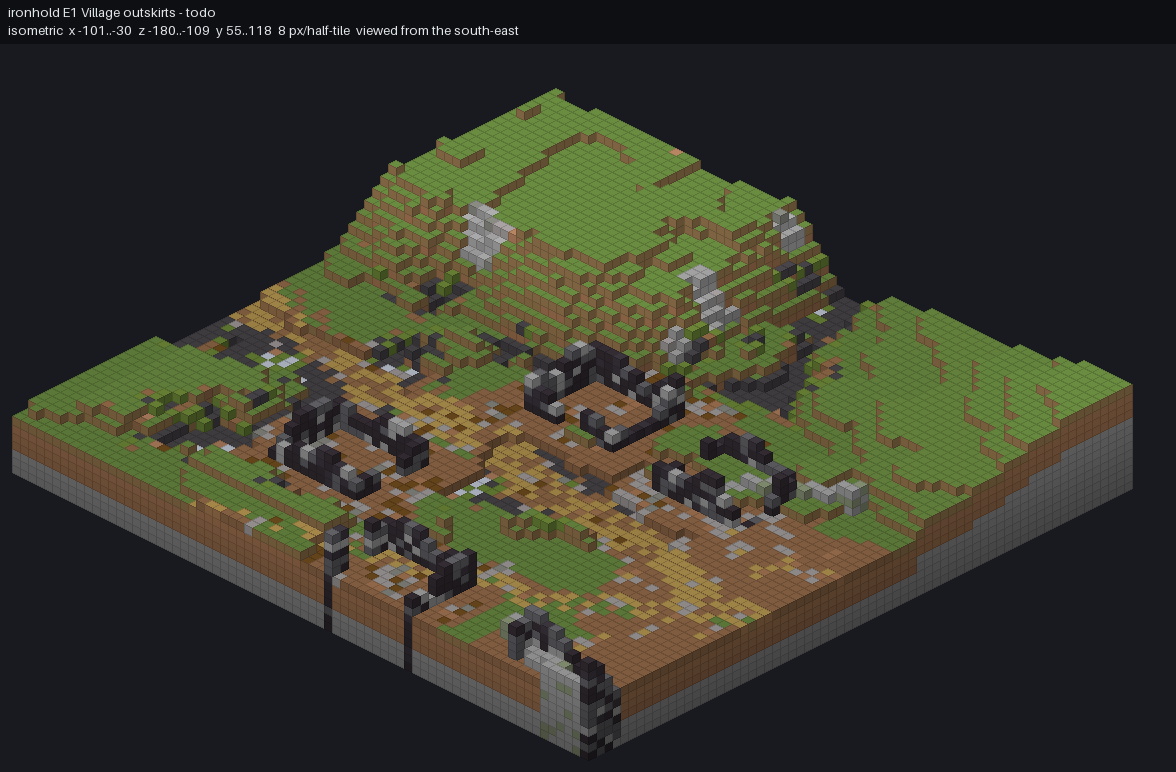 ironhold E1 Village outskirts - todo
isometric x -101..-30 z -180..-109 y 55..118 8 px/half-tile viewed from the south-east